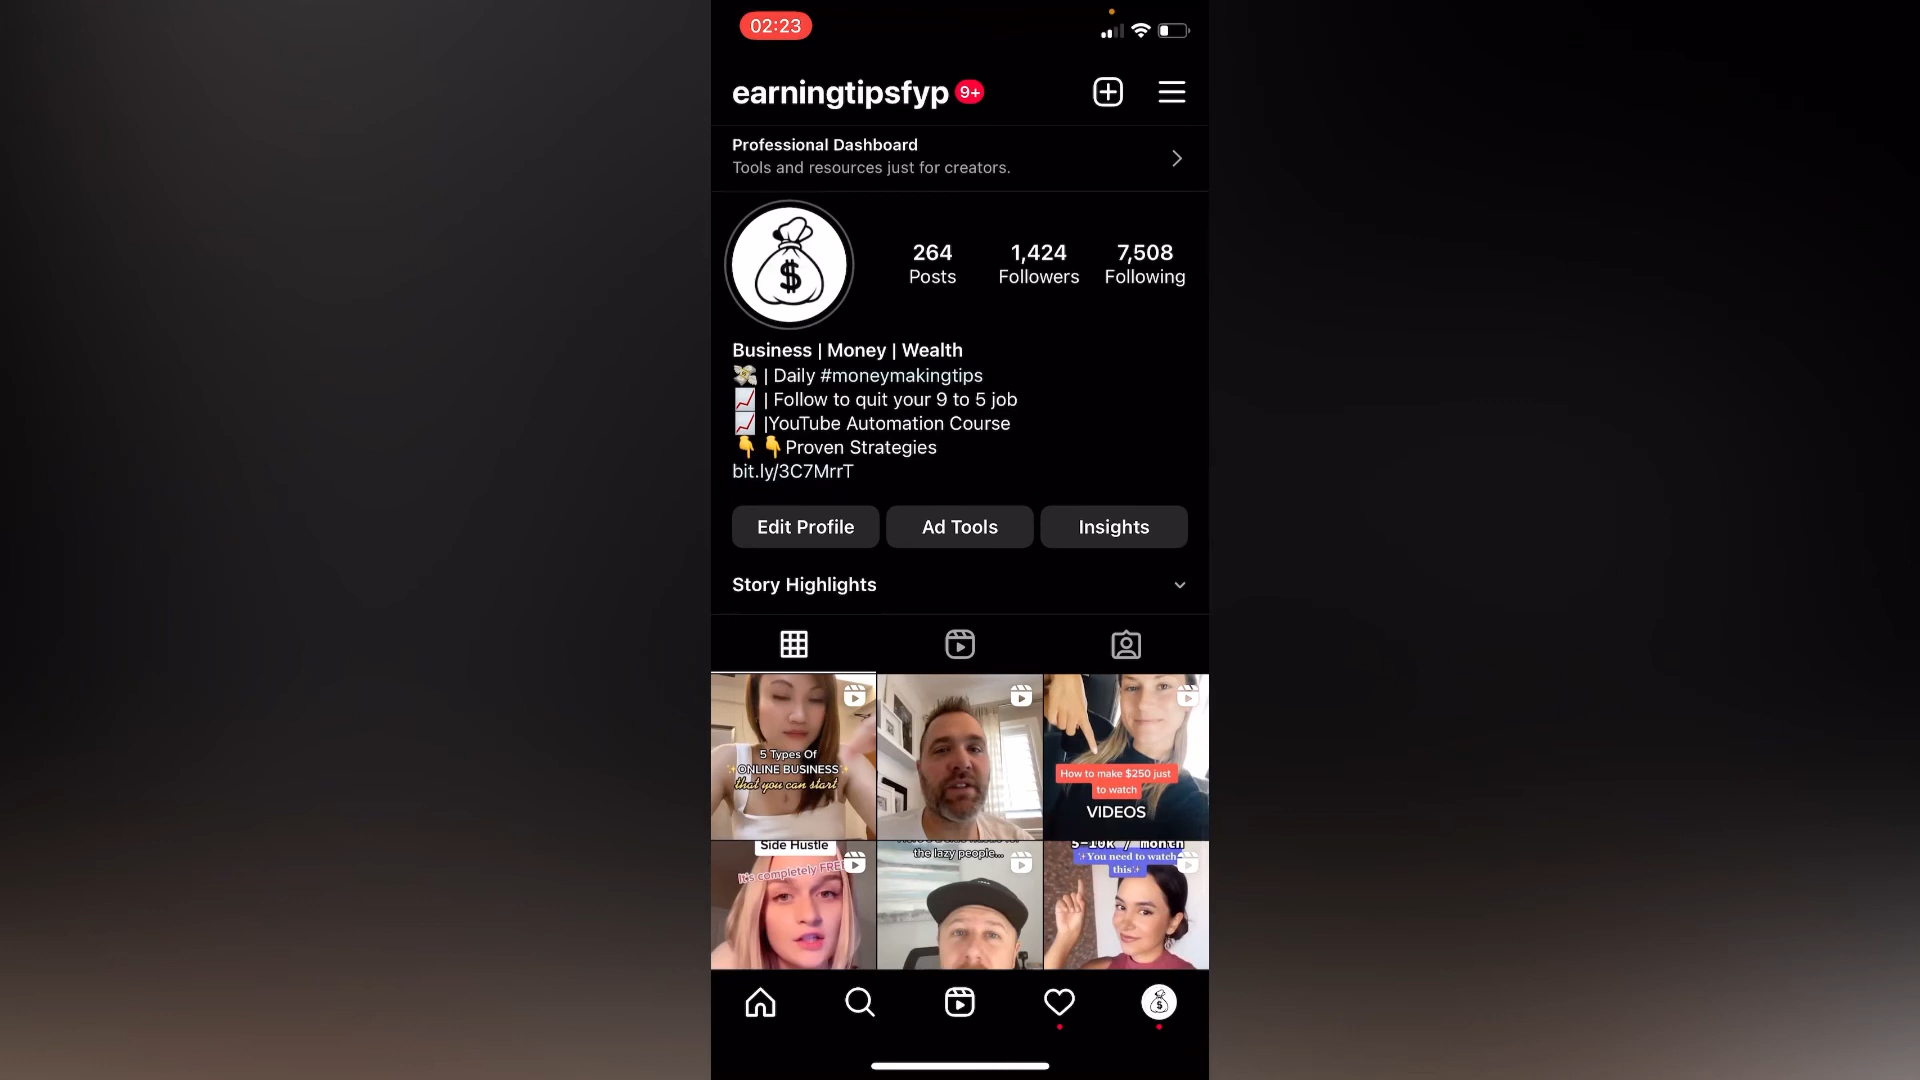 02:23
earningtipsfyp 9+
Professional Dashboard
Tools and resources just for creators.
264 1,424 7,508
Posts Followers Following
$
Business | Money | Wealth
💸 | Daily #moneymakingtips
📈 | Follow to quit your 9 to 5 job
📈 |YouTube Automation Course
👇 👇Proven Strategies
bit.ly/3C7MrrT
Edit Profile Ad Tools Insights
Story Highlights
5 Types Of
✨ONLINE BUSINESS✨
that you can start
How to make $250 just
to watch
VIDEOS
Side Hustle
It's completely FREE
the lazy people...
5-10k / month
✨You need to watch
this✨
$